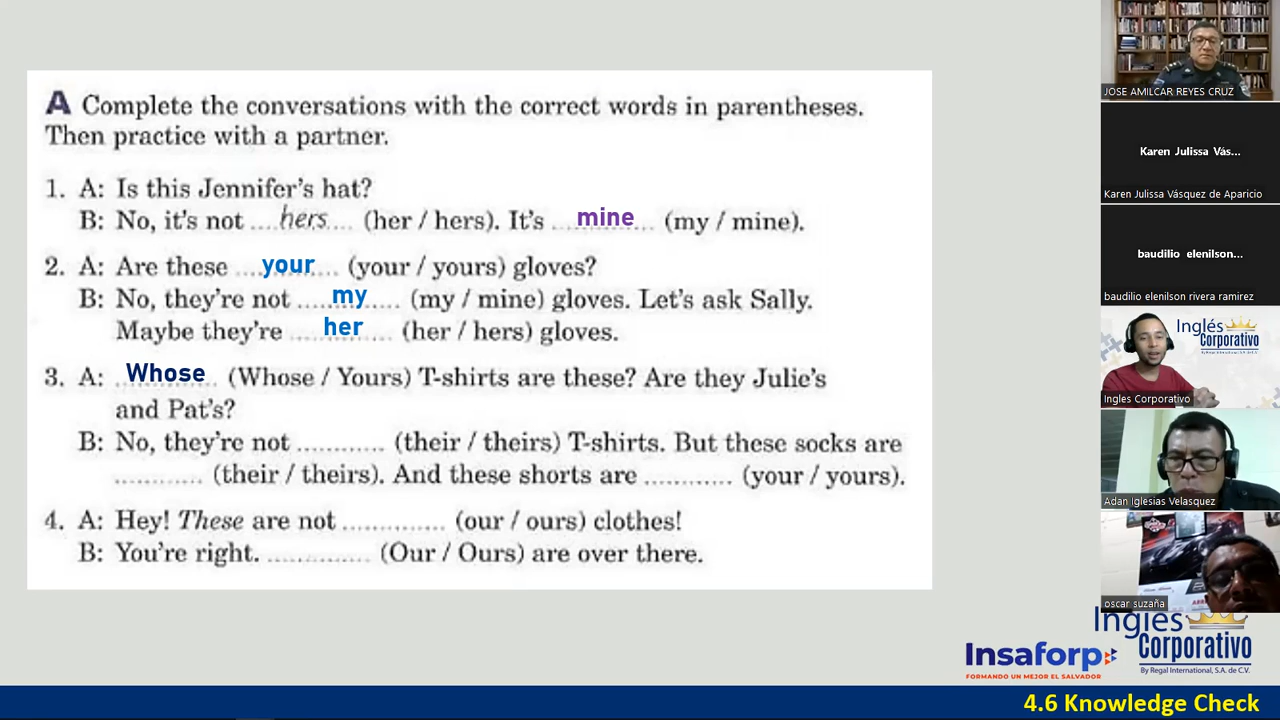 A Complete the conversations with the correct words in parentheses.
Then practice with a partner.
1. A: Is this Jennifer's hat?
B: No, it's not ....hers.... (her / hers). It's ...mine... (my / mine).
2. A: Are these ....your.... (your / yours) gloves?
B: No, they're not .....my..... (my / mine) gloves. Let's ask Sally.
Maybe they're ....her.... (her / hers) gloves.
3. A: Whose (Whose / Yours) T-shirts are these? Are they Julie's
and Pat's?
B: No, they're not ............ (their / theirs) T-shirts. But these socks are
............ (their / theirs). And these shorts are ............ (your / yours).
4. A: Hey! These are not .............. (our / ours) clothes!
B: You're right. .............. (Our / Ours) are over there.
JOSE AMILCAR REYES CRUZ
Karen Julissa Vás...
Karen Julissa Vásquez de Aparicio
baudilio elenilson...
baudilio elenilson rivera ramirez
Inglés
Corporativo
Ingles Corporativo
Adan Iglesias Velasquez
oscar suzaña
Inglés
Corporativo
By Regal International, S.A. de C.V.
Insaforp
FORMANDO UN MEJOR EL SALVADOR
4.6 Knowledge Check